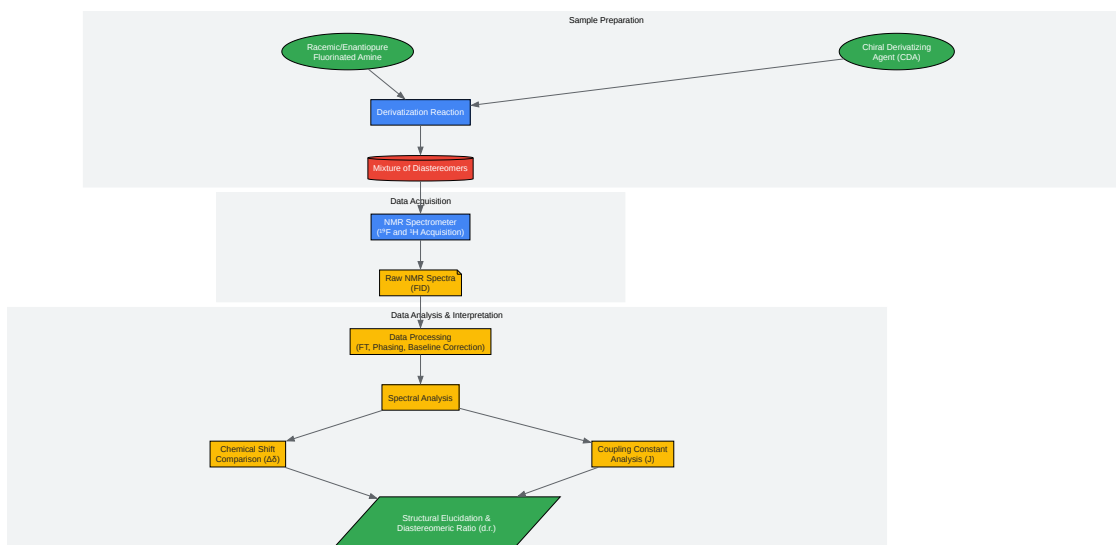 Sample Preparation
Racemic/Enantiopure
Fluorinated Amine
Chiral Derivatizing
Agent (CDA)
Derivatization Reaction
Mixture of Diastereomers
Data Acquisition
NMR Spectrometer
(¹⁹F and ¹H Acquisition)
Raw NMR Spectra
(FID)
Data Analysis & Interpretation
Data Processing
(FT, Phasing, Baseline Correction)
Spectral Analysis
Chemical Shift
Comparison (Δδ)
Coupling Constant
Analysis (J)
Structural Elucidation &
Diastereomeric Ratio (d.r.)